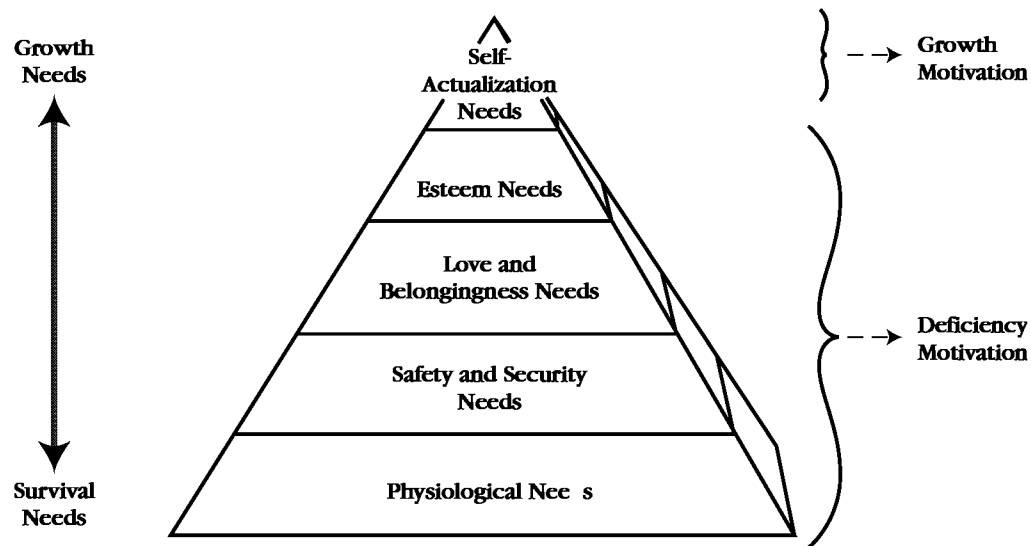 Growth
Needs
Self-
Actualization
Needs
Growth
Motivation
Esteem Needs
Love and
Belongingness Needs
Deficiency
Motivation
Safety and Security
Needs
Physiological Nee s
Survival
Needs